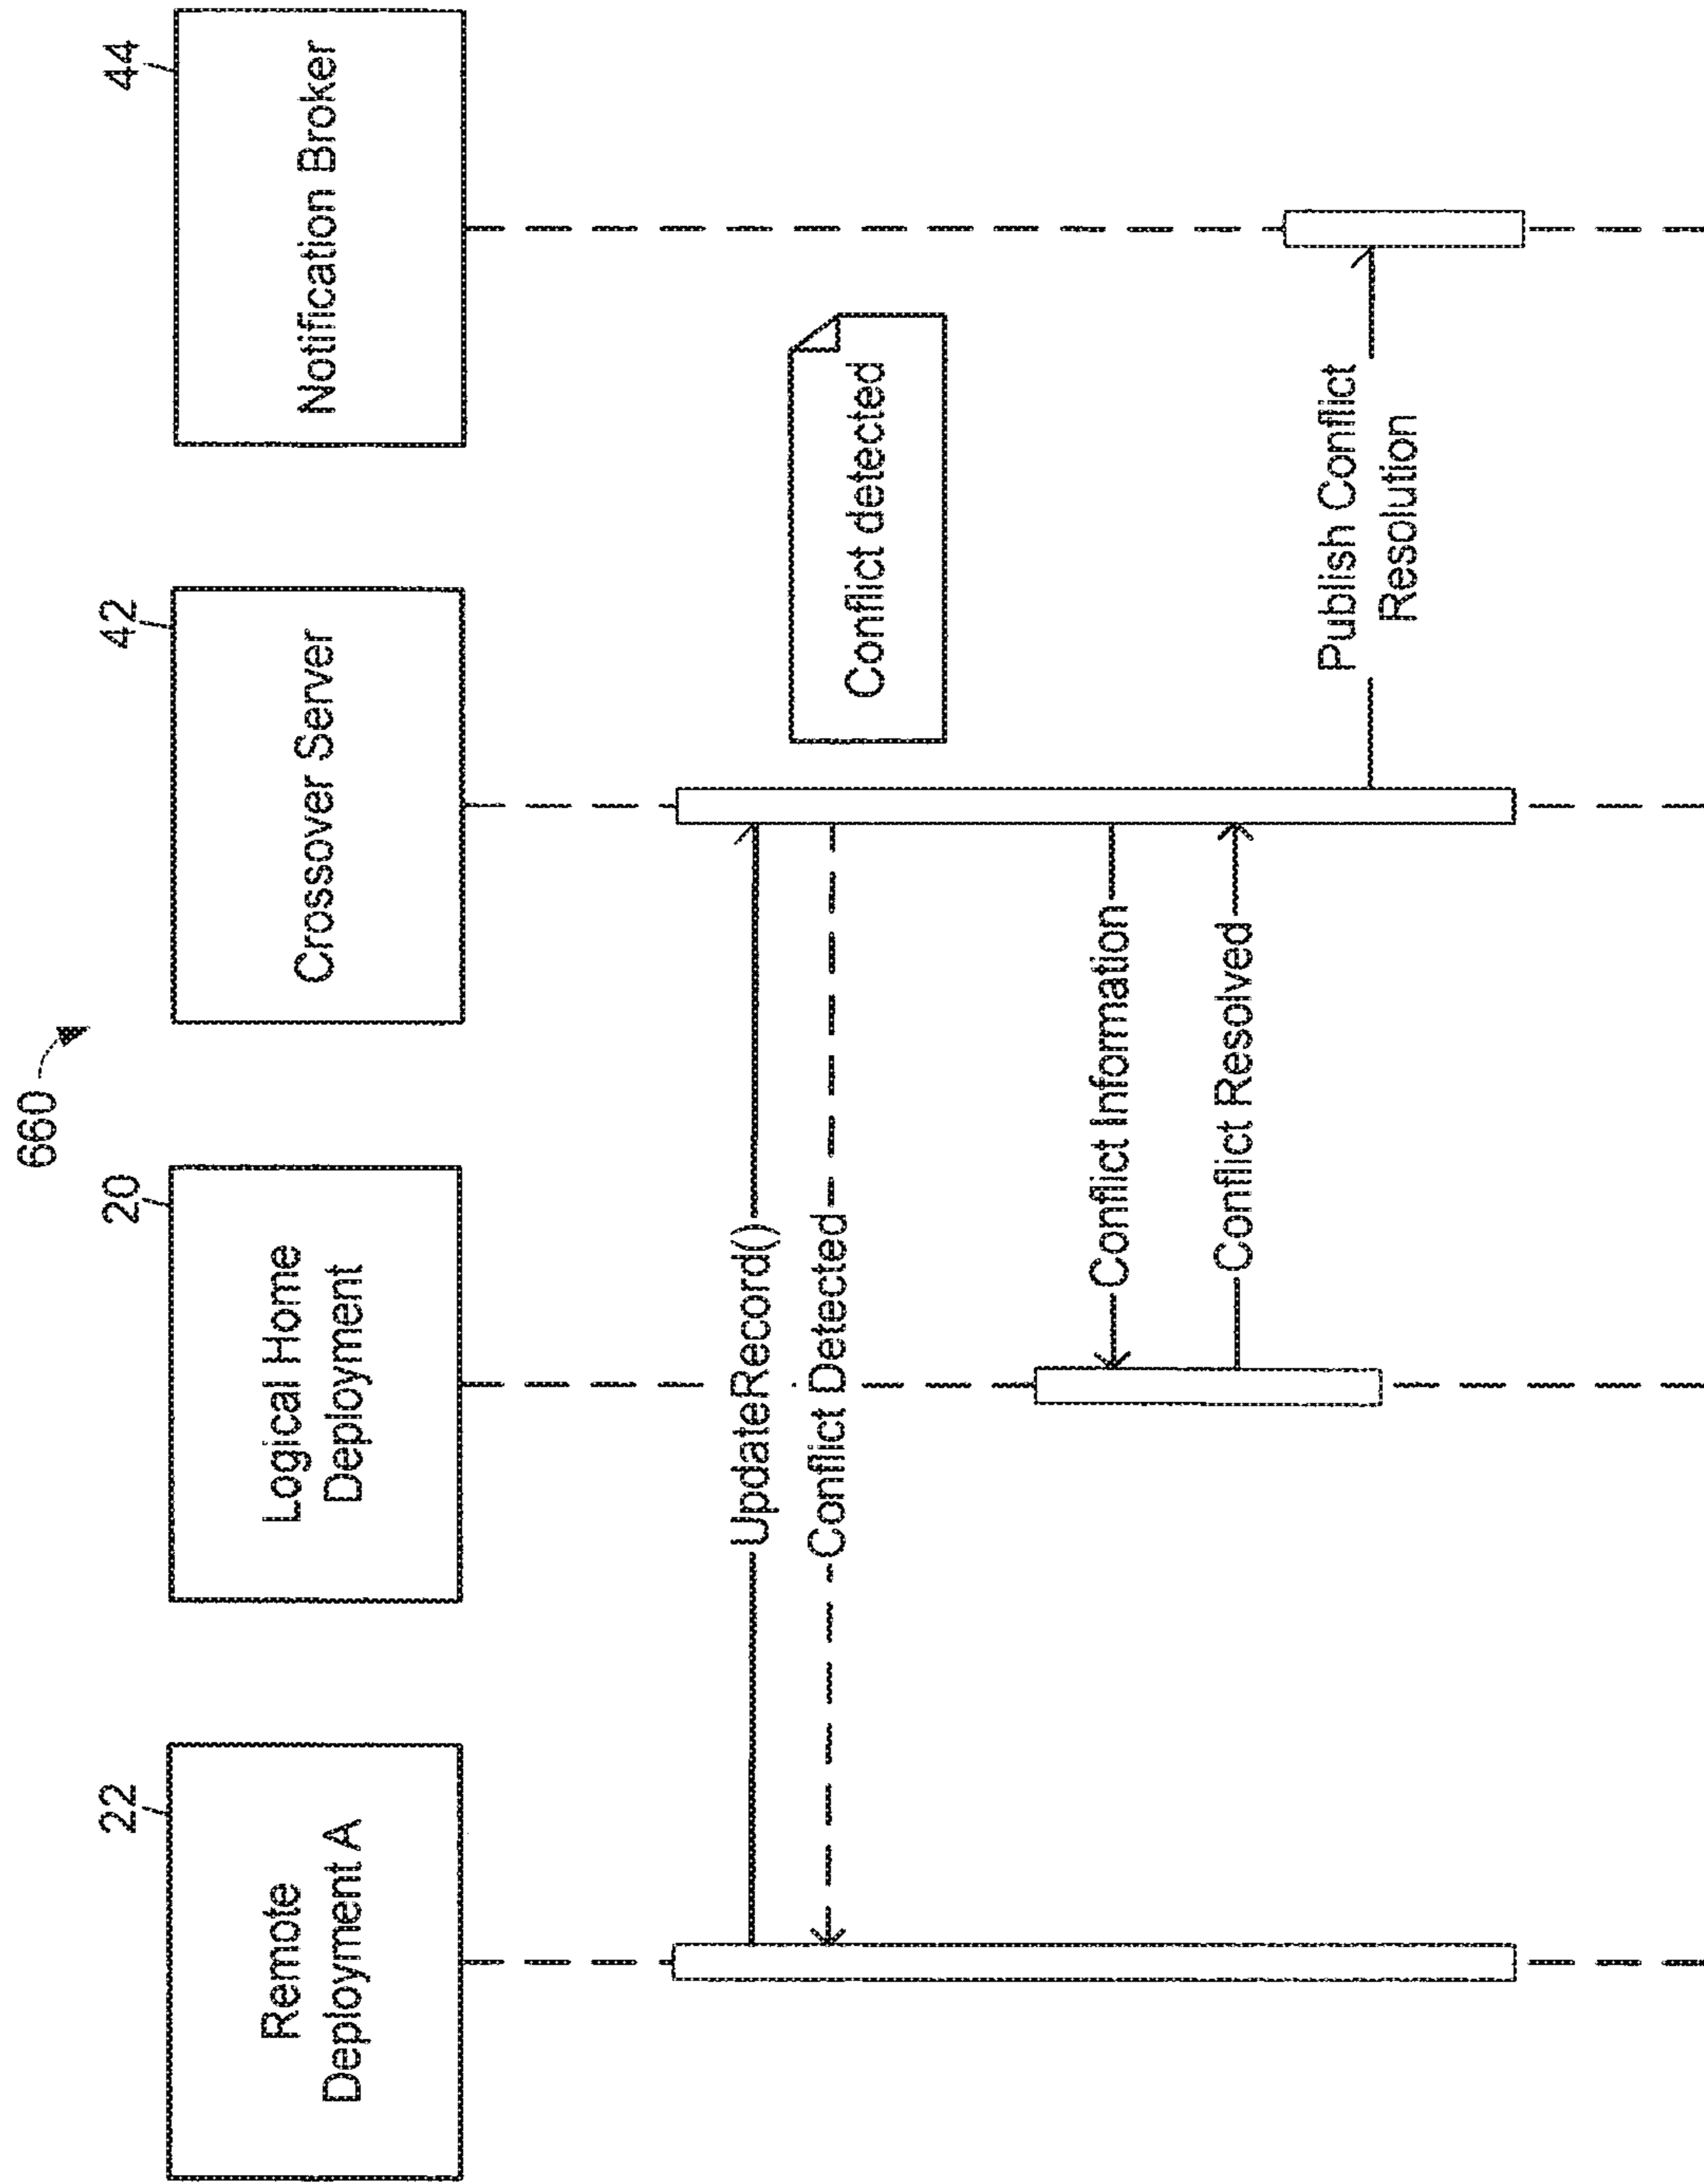 660
22
20
42
44
Remote
Deployment A
Logical Home
Deployment
Crossover Server
Notification Broker
UpdateRecord()
Conflict Detected
Conflict detected
Conflict Information
Conflict Resolved
Publish Conflict
Resolution